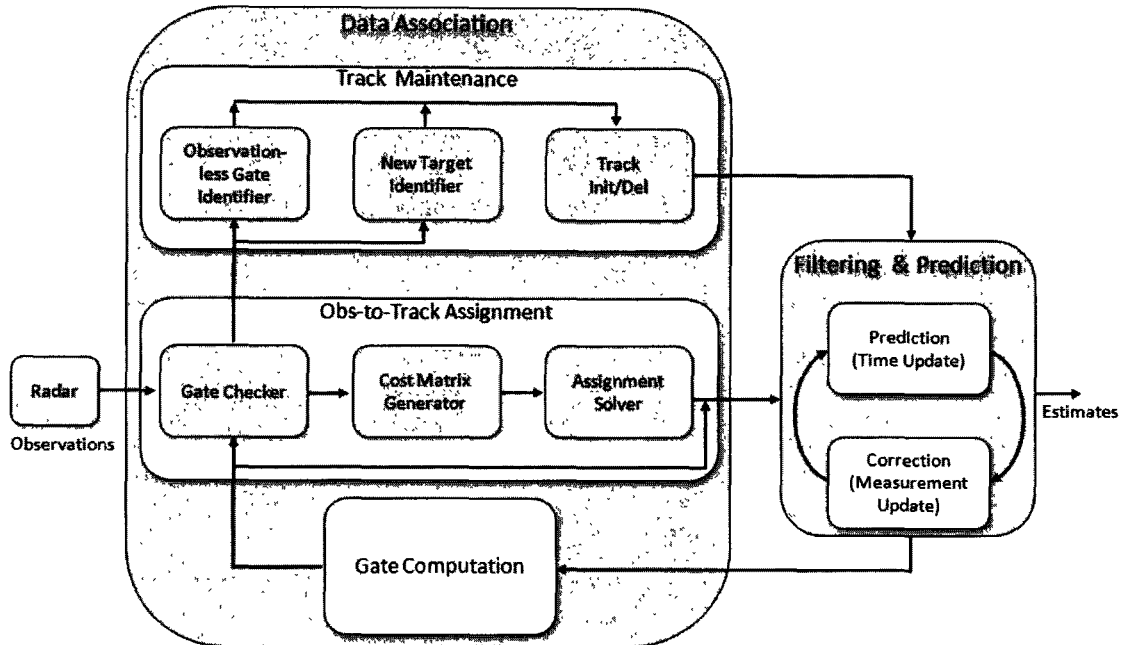 Data Association
Track Maintenance
Observation-
less Gate
Identifier
New Target
Identifier
Track
Init/Del
Filtering & Prediction
Prediction
(Time Update)
Correction
(Measurement
Update)
Estimates
Obs-to-Track Assignment
Radar
Observations
Gate Checker
Cost Matrix
Generator
Assignment
Solver
Gate Computation